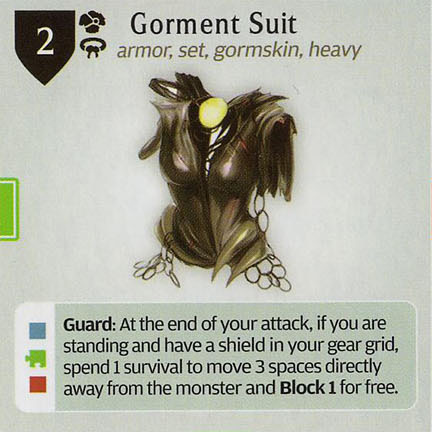 2
Gorment Suit
armor, set, gormskin, heavy
Guard: At the end of your attack, if you are
standing and have a shield in your gear grid,
spend 1 survival to move 3 spaces directly
away from the monster and Block 1 for free.